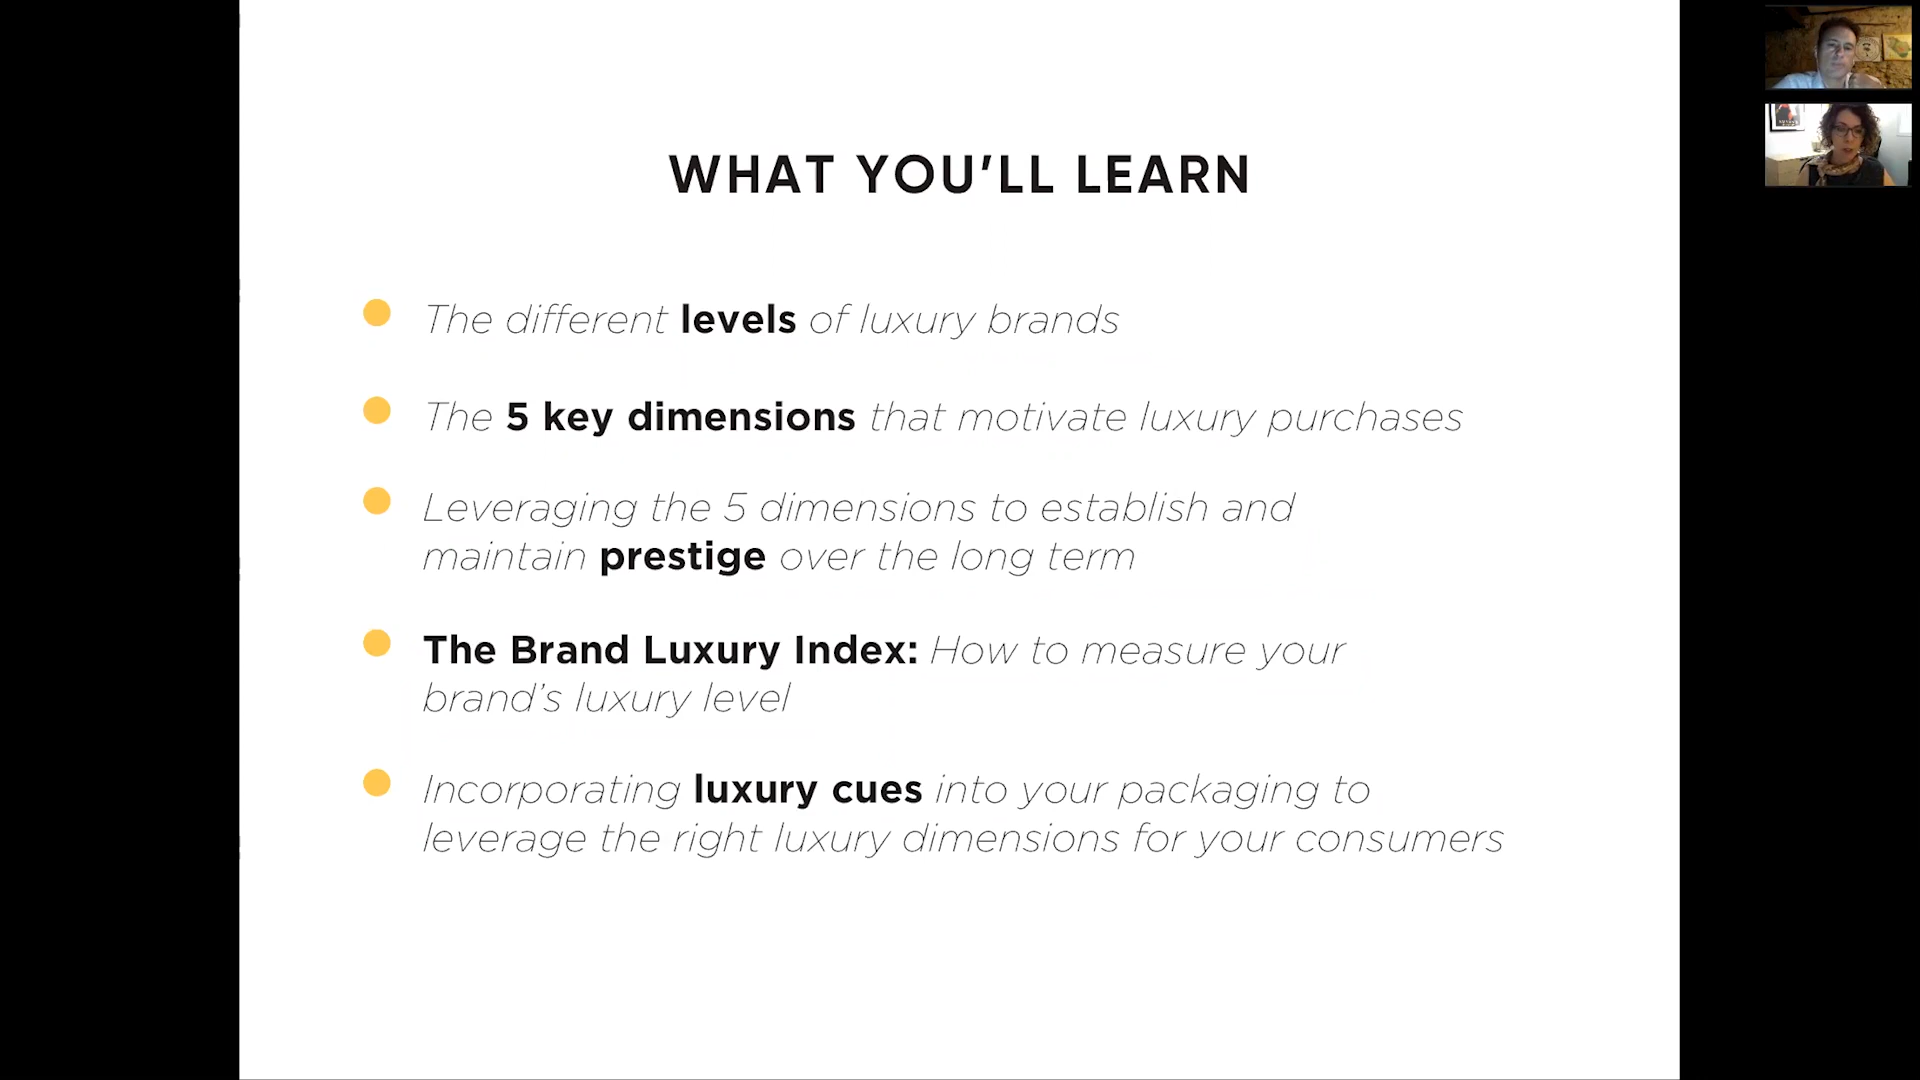 WHAT YOU'LL LEARN
The different levels of luxury brands
The 5 key dimensions that motivate luxury purchases
Leveraging the 5 dimensions to establish and
maintain prestige over the long term
The Brand Luxury Index: How to measure your
brand’s luxury level
Incorporating luxury cues into your packaging to
leverage the right luxury dimensions for your consumers